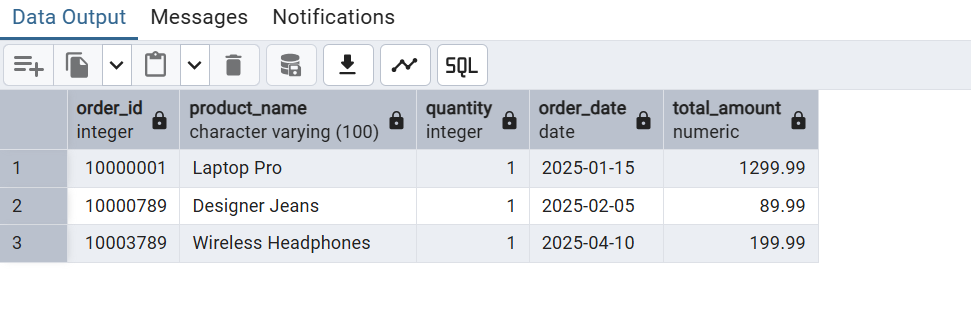 Data Output Messages Notifications
SQL
order_id product_name quantity order_date total_amount
integer character varying (100) integer date numeric
1 10000001 Laptop Pro 1 2025-01-15 1299.99
2 10000789 Designer Jeans 1 2025-02-05 89.99
3 10003789 Wireless Headphones 1 2025-04-10 199.99